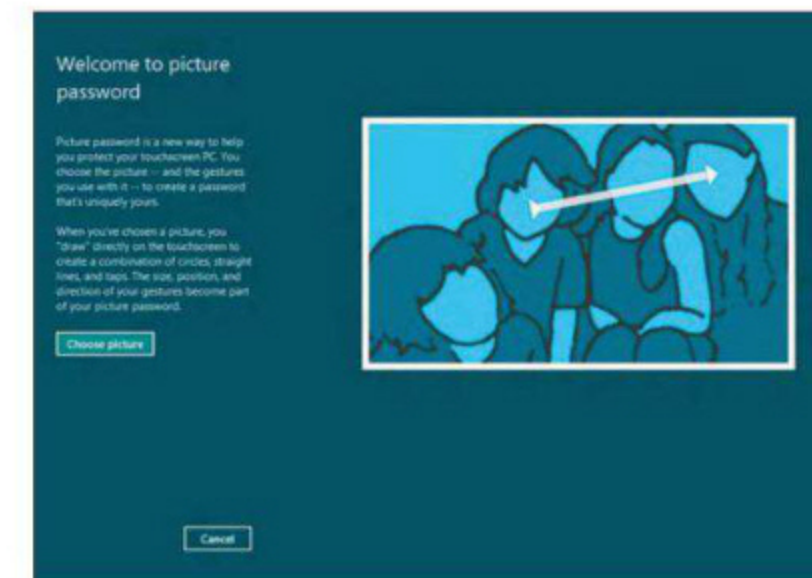 Welcome to picture
password
Picture password is a new way to help
you protect your touchscreen PC. You
choose the picture -- and the gestures
you use with it -- to create a password
that's uniquely yours.
When you've chosen a picture, you
"draw" directly on the touchscreen to
create a combination of circles, straight
lines, and taps. The size, position, and
direction of your gestures become part
of your picture password.
Choose picture
Cancel